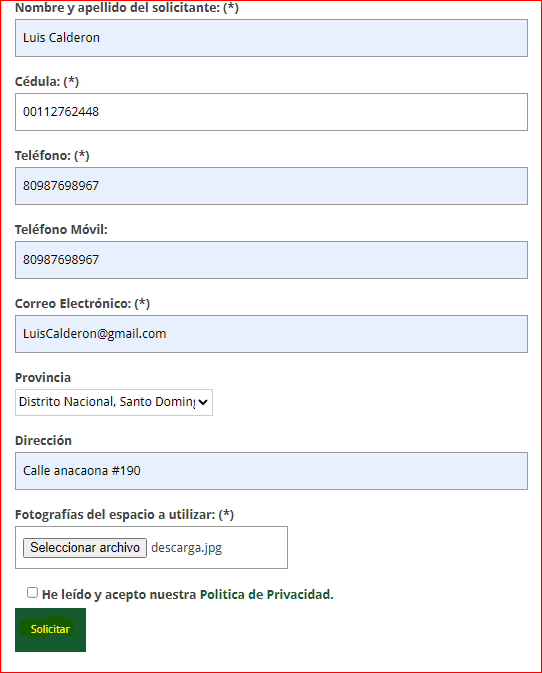 Nombre y apellido del solicitante: (*)
Luis Calderon
Cédula: (*)
00112762448
Teléfono: (*)
80987698967
Teléfono Móvil:
80987698967
Correo Electrónico: (*)
LuisCalderon@gmail.com
Provincia
Distrito Nacional, Santo Doming
Dirección
Calle anacaona #190
Fotografías del espacio a utilizar: (*)
Seleccionar archivo descarga.jpg
He leído y acepto nuestra Politica de Privacidad.
Solicitar